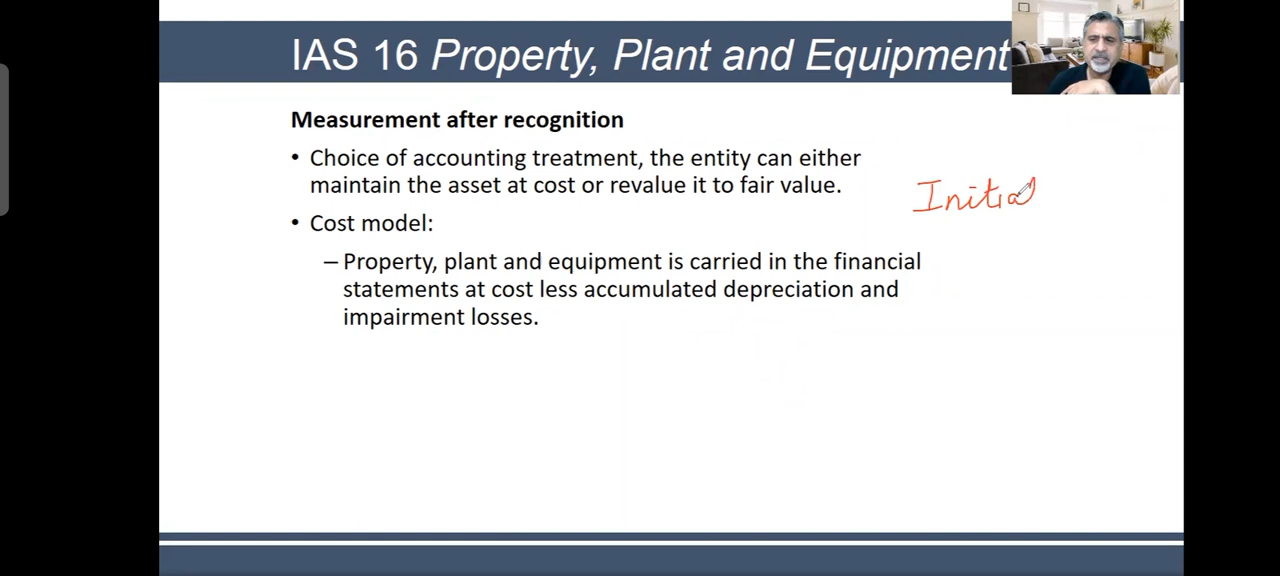 IAS 16 Property, Plant and Equipment
Measurement after recognition
• Choice of accounting treatment, the entity can either
maintain the asset at cost or revalue it to fair value.
• Cost model:
– Property, plant and equipment is carried in the financial
statements at cost less accumulated depreciation and
impairment losses.
Initia